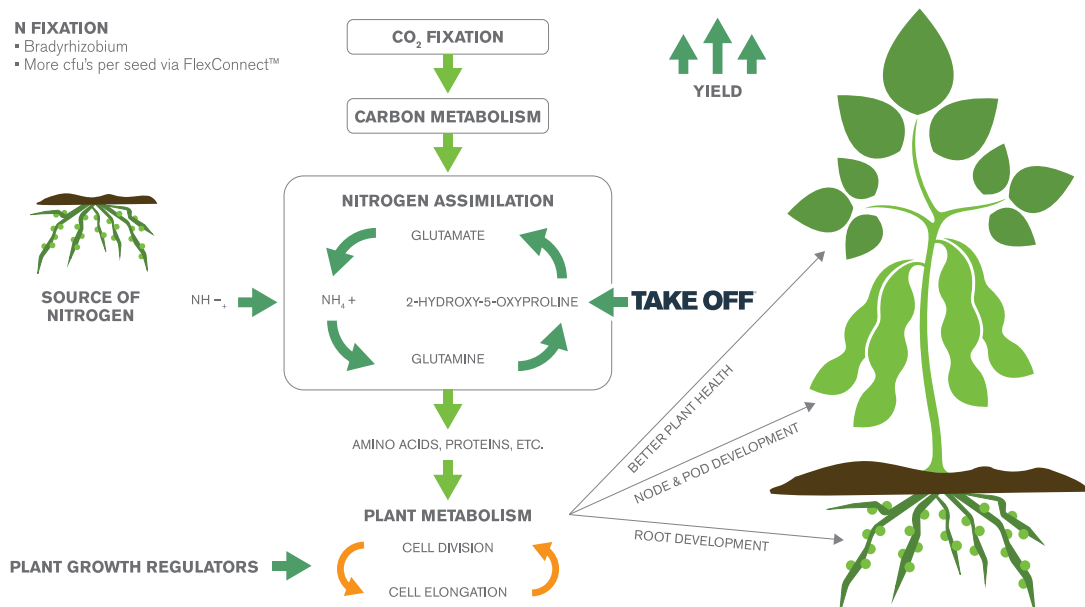 N FIXATION
▪ Bradyrhizobium
▪ More cfu's per seed via FlexConnect™
CO₂ FIXATION
YIELD
CARBON METABOLISM
NITROGEN ASSIMILATION
GLUTAMATE
SOURCE OF
NITROGEN
NH –₊
NH₄ +
2-HYDROXY-5-OXYPROLINE
TAKE OFF
GLUTAMINE
AMINO ACIDS, PROTEINS, ETC.
BETTER PLANT HEALTH
NODE & POD DEVELOPMENT
ROOT DEVELOPMENT
PLANT METABOLISM
CELL DIVISION
PLANT GROWTH REGULATORS
CELL ELONGATION